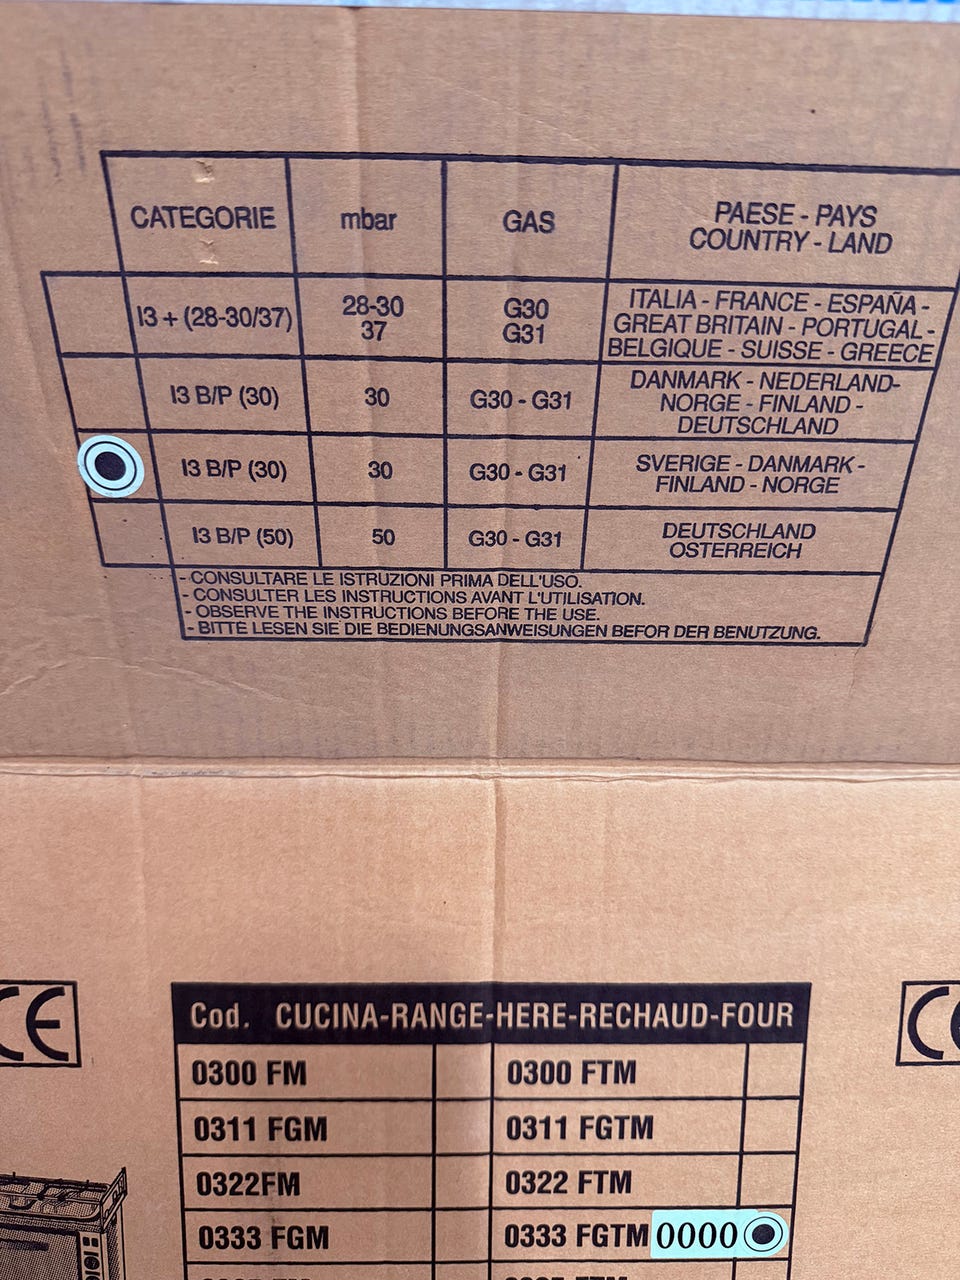 CATEGORIE mbar GAS PAESE - PAYS
COUNTRY - LAND
I3 + (28-30/37) 28-30 G30 ITALIA - FRANCE - ESPAÑA -
37 G31 GREAT BRITAIN - PORTUGAL -
BELGIQUE - SUISSE - GREECE
I3 B/P (30) 30 G30 - G31 DANMARK - NEDERLAND-
NORGE - FINLAND -
DEUTSCHLAND
I3 B/P (30) 30 G30 - G31 SVERIGE - DANMARK -
FINLAND - NORGE
I3 B/P (50) 50 G30 - G31 DEUTSCHLAND
OSTERREICH
- CONSULTARE LE ISTRUZIONI PRIMA DELL'USO.
- CONSULTER LES INSTRUCTIONS AVANT L'UTILISATION.
- OBSERVE THE INSTRUCTIONS BEFORE THE USE.
- BITTE LESEN SIE DIE BEDIENUNGSANWEISUNGEN BEFOR DER BENUTZUNG.
CE
Cod. CUCINA-RANGE-HERE-RECHAUD-FOUR
CE
0300 FM 0300 FTM
0311 FGM 0311 FGTM
0322FM 0322 FTM
0333 FGM 0333 FGTM 0000